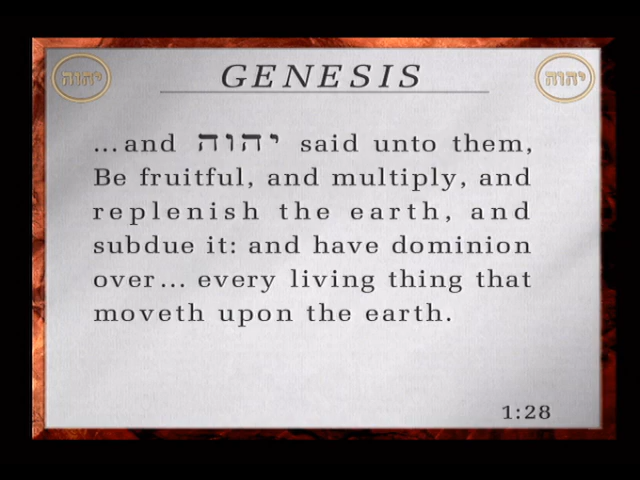 יהוה GENESIS יהוה
...and יהוה said unto them,
Be fruitful, and multiply, and
replenish the earth, and
subdue it: and have dominion
over... every living thing that
moveth upon the earth.
1:28